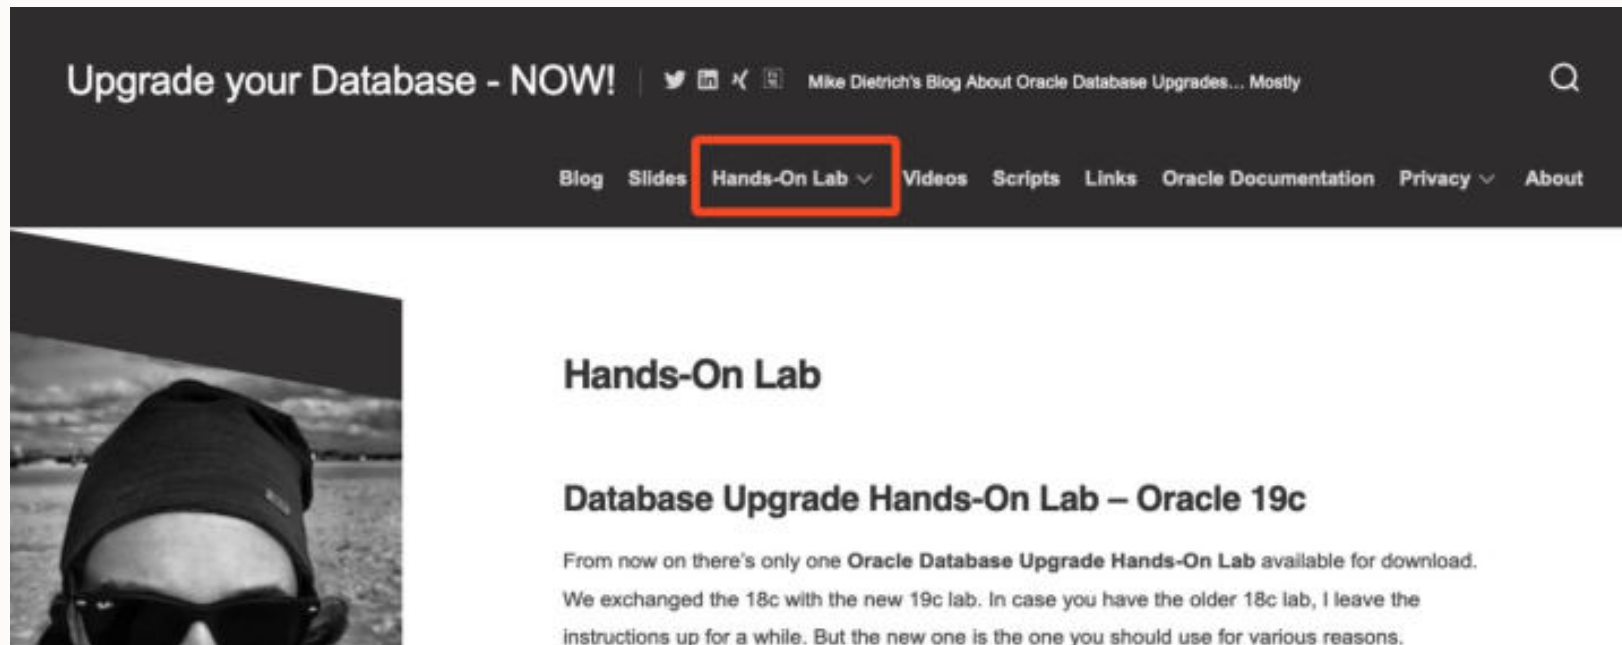 Upgrade your Database - NOW!
Mike Dietrich's Blog About Oracle Database Upgrades... Mostly
Blog Slides Hands-On Lab Videos Scripts Links Oracle Documentation Privacy About
Hands-On Lab
Database Upgrade Hands-On Lab – Oracle 19c
From now on there's only one Oracle Database Upgrade Hands-On Lab available for download.
We exchanged the 18c with the new 19c lab. In case you have the older 18c lab, I leave the
instructions up for a while. But the new one is the one you should use for various reasons.